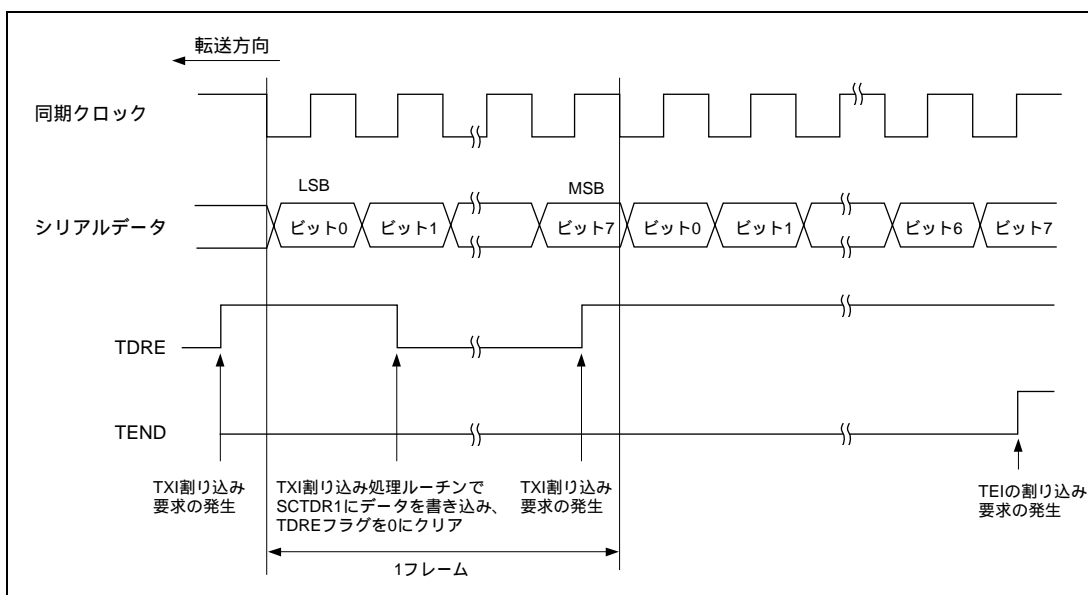 転送方向
同期クロック
LSB
MSB
シリアルデータ
ビット0
ビット1
ビット7
ビット0
ビット1
ビット6
ビット7
TDRE
TEND
TXI割り込み
要求の発生
TXI割り込み処理ルーチンで
SCTDR1にデータを書き込み、
TDREフラグを0にクリア
TXI割り込み
要求の発生
TEIの割り込み
要求の発生
1フレーム